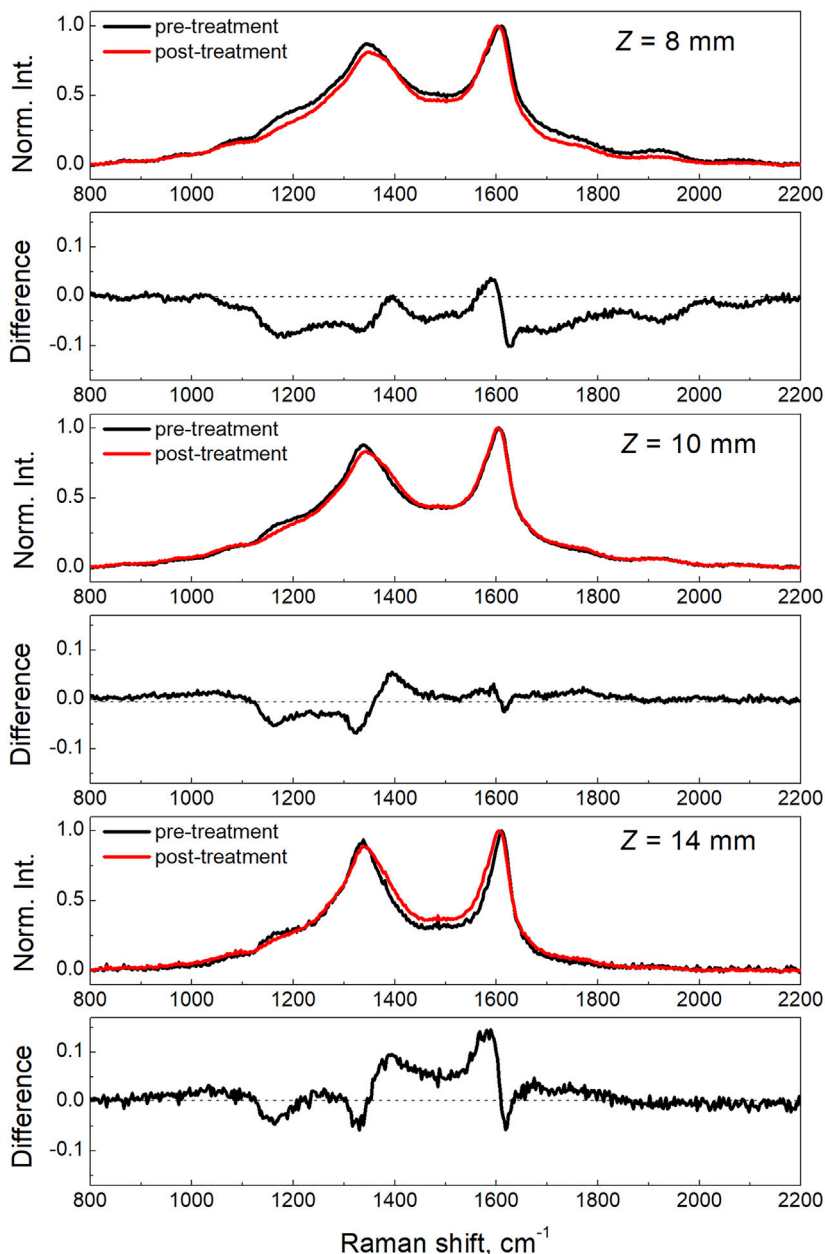 pre-treatment
post-treatment
Z = 8 mm
Norm. Int.
1.0
0.5
0.0
800 1000 1200 1400 1600 1800 2000 2200
Difference
0.1
0.0
-0.1
800 1000 1200 1400 1600 1800 2000 2200
pre-treatment
post-treatment
Z = 10 mm
Norm. Int.
1.0
0.5
0.0
800 1000 1200 1400 1600 1800 2000 2200
Difference
0.1
0.0
-0.1
800 1000 1200 1400 1600 1800 2000 2200
pre-treatment
post-treatment
Z = 14 mm
Norm. Int.
1.0
0.5
0.0
800 1000 1200 1400 1600 1800 2000 2200
Difference
0.1
0.0
-0.1
800 1000 1200 1400 1600 1800 2000 2200
Raman shift, cm⁻¹